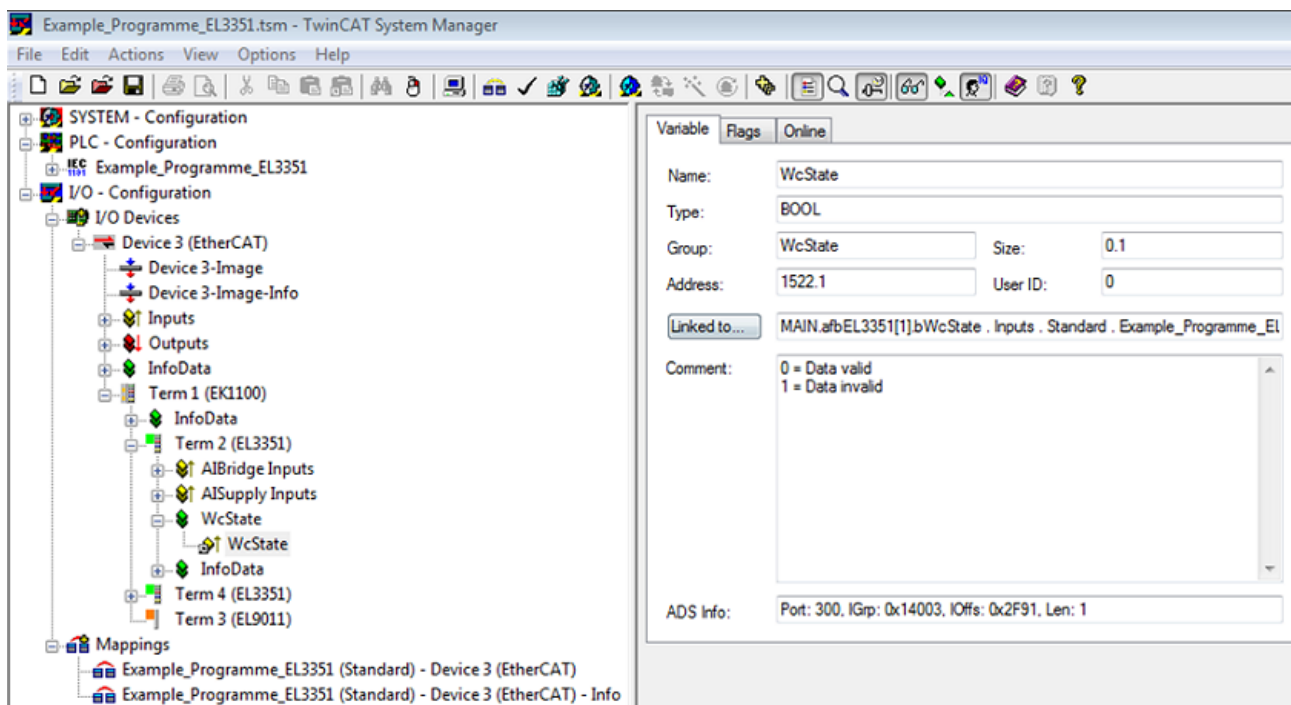 Example_Programme_EL3351.tsm - TwinCAT System Manager
File Edit Actions View Options Help
SYSTEM - Configuration
PLC - Configuration
IEC 1131
Example_Programme_EL3351
I/O - Configuration
I/O Devices
Device 3 (EtherCAT)
Device 3-Image
Device 3-Image-Info
Inputs
Outputs
InfoData
Term 1 (EK1100)
InfoData
Term 2 (EL3351)
AIBridge Inputs
AISupply Inputs
WcState
WcState
InfoData
Term 4 (EL3351)
Term 3 (EL9011)
Mappings
Example_Programme_EL3351 (Standard) - Device 3 (EtherCAT)
Example_Programme_EL3351 (Standard) - Device 3 (EtherCAT) - Info
Variable Flags Online
Name: WcState
Type: BOOL
Group: WcState Size: 0.1
Address: 1522.1 User ID: 0
Linked to... MAIN.afbEL3351[1].bWcState . Inputs . Standard . Example_Programme_EL
Comment: 0 = Data valid
1 = Data invalid
ADS Info: Port: 300, IGrp: 0x14003, IOffs: 0x2F91, Len: 1